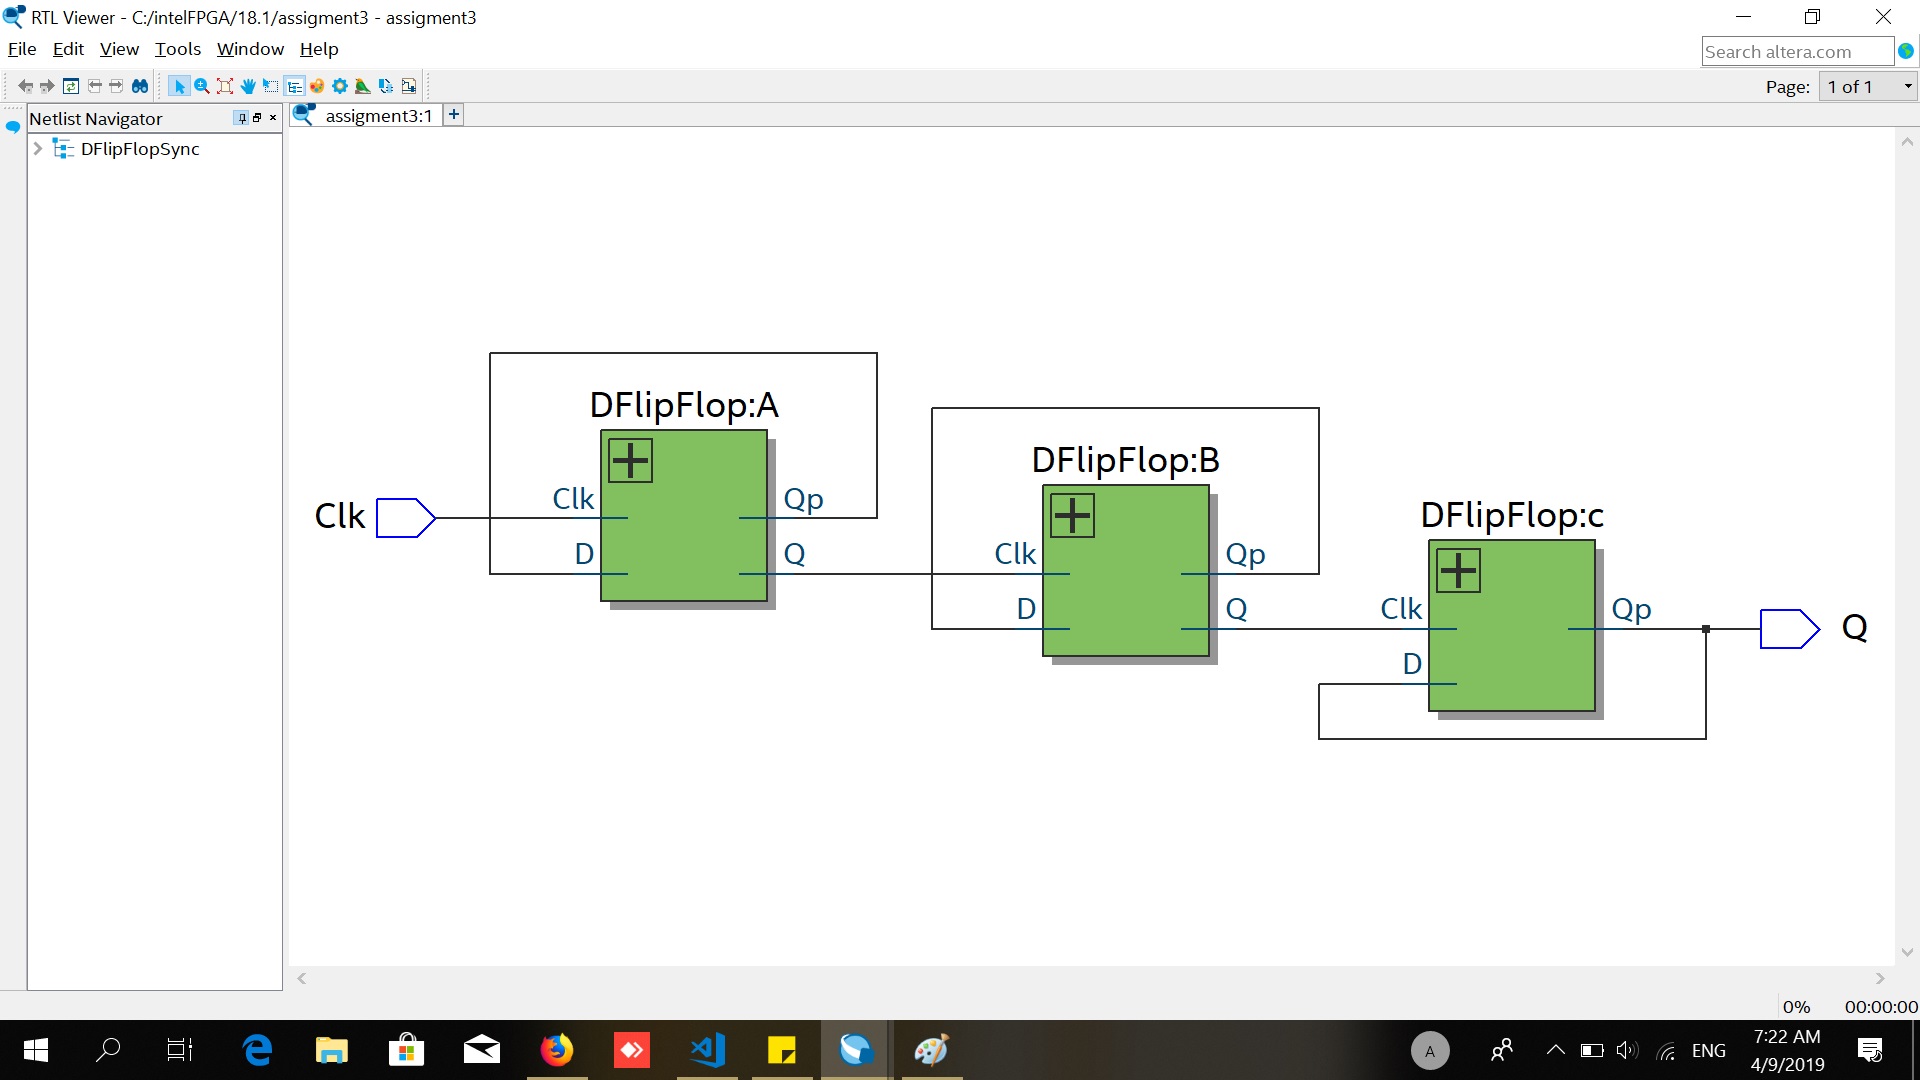 RTL Viewer - C:/intelFPGA/18.1/assigment3 - assigment3
File Edit View Tools Window Help
Search altera.com
Page: 1 of 1
Netlist Navigator
assigment3:1
DFlipFlopSync
DFlipFlop:A
Clk
D
Qp
Q
Clk
DFlipFlop:B
Clk
D
Qp
Q
DFlipFlop:c
Clk
D
Qp
Q
0% 00:00:00
A
ENG
7:22 AM
4/9/2019